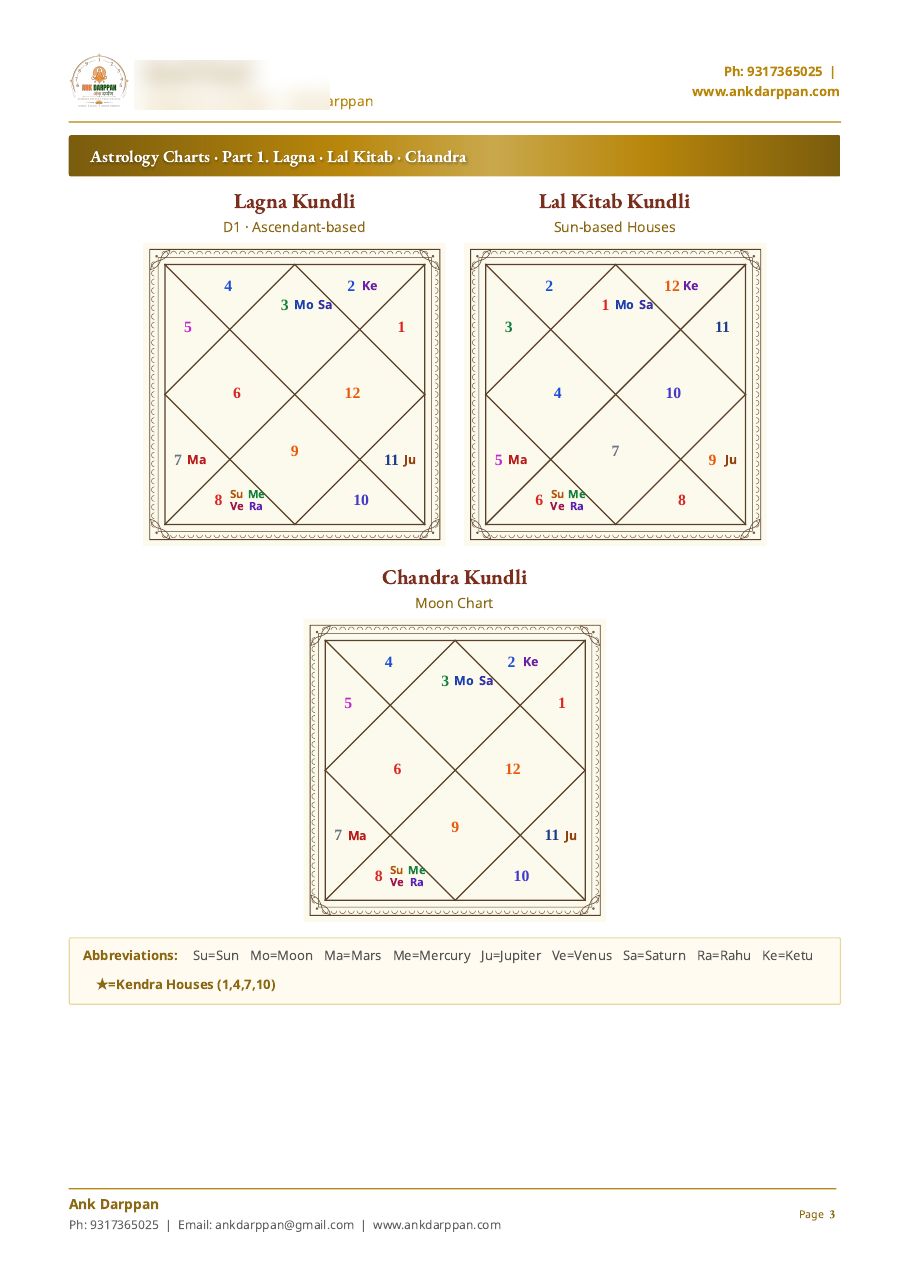 ANK DARPPAN
Ph: 9317365025 |
www.ankdarppan.com
Astrology Charts · Part 1. Lagna · Lal Kitab · Chandra
Lagna Kundli
D1 · Ascendant-based
4
2 Ke
3 Mo Sa
5
1
6
12
9
7 Ma
11 Ju
8 Su Me
Ve Ra
10
Lal Kitab Kundli
Sun-based Houses
2
12 Ke
1 Mo Sa
3
11
4
10
7
5 Ma
9 Ju
6 Su Me
Ve Ra
8
Chandra Kundli
Moon Chart
4
2 Ke
3 Mo Sa
5
1
6
12
9
7 Ma
11 Ju
8 Su Me
Ve Ra
10
Abbreviations: Su=Sun Mo=Moon Ma=Mars Me=Mercury Ju=Jupiter Ve=Venus Sa=Saturn Ra=Rahu Ke=Ketu
★=Kendra Houses (1,4,7,10)
Ank Darppan
Ph: 9317365025 | Email: ankdarppan@gmail.com | www.ankdarppan.com
Page 3